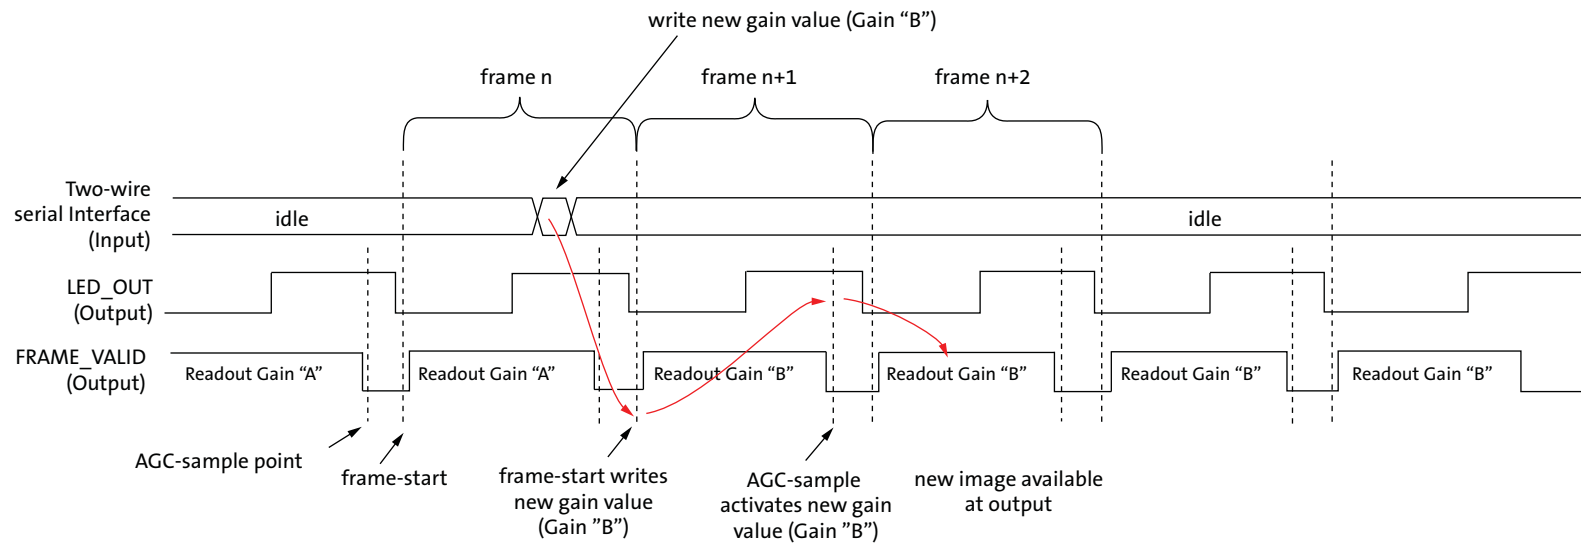 write new gain value (Gain “B”)
frame n
frame n+1
frame n+2
Two-wire
serial Interface
(Input)
idle
idle
LED_OUT
(Output)
FRAME_VALID
(Output)
Readout Gain “A”
Readout Gain “A”
Readout Gain “B”
Readout Gain “B”
Readout Gain “B”
Readout Gain “B”
AGC-sample point
frame-start
frame-start writes
new gain value
(Gain ”B”)
AGC-sample
activates new gain
value (Gain ”B”)
new image available
at output